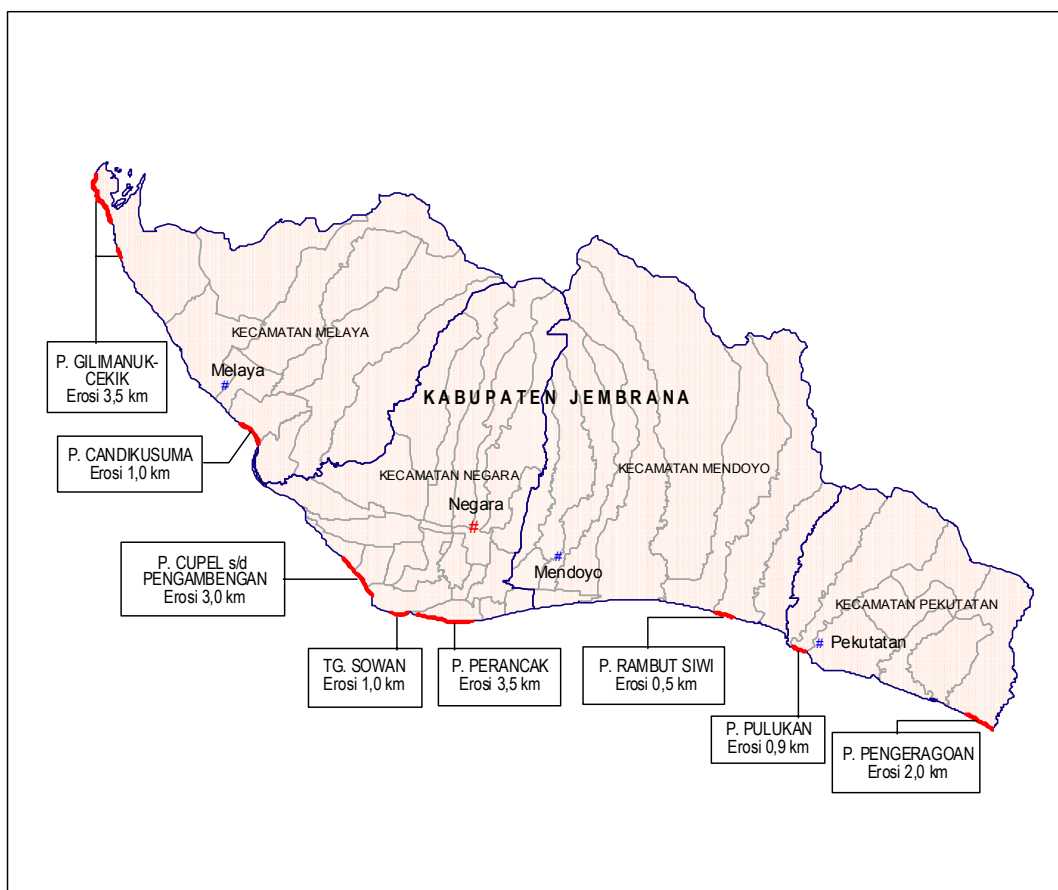 KECAMATAN MELAYA
Melaya
#
P. GILIMANUK-
CEKIK
Erosi 3,5 km
KABUPATEN JEMBRANA
P. CANDIKUSUMA
Erosi 1,0 km
KECAMATAN NEGARA
KECAMATAN MENDOYO
Negara
#
#
Mendoyo
P. CUPEL s/d
PENGAMBENGAN
Erosi 3,0 km
KECAMATAN PEKUTATAN
# Pekutatan
TG. SOWAN
Erosi 1,0 km
P. PERANCAK
Erosi 3,5 km
P. RAMBUT SIWI
Erosi 0,5 km
P. PULUKAN
Erosi 0,9 km
P. PENGERAGOAN
Erosi 2,0 km